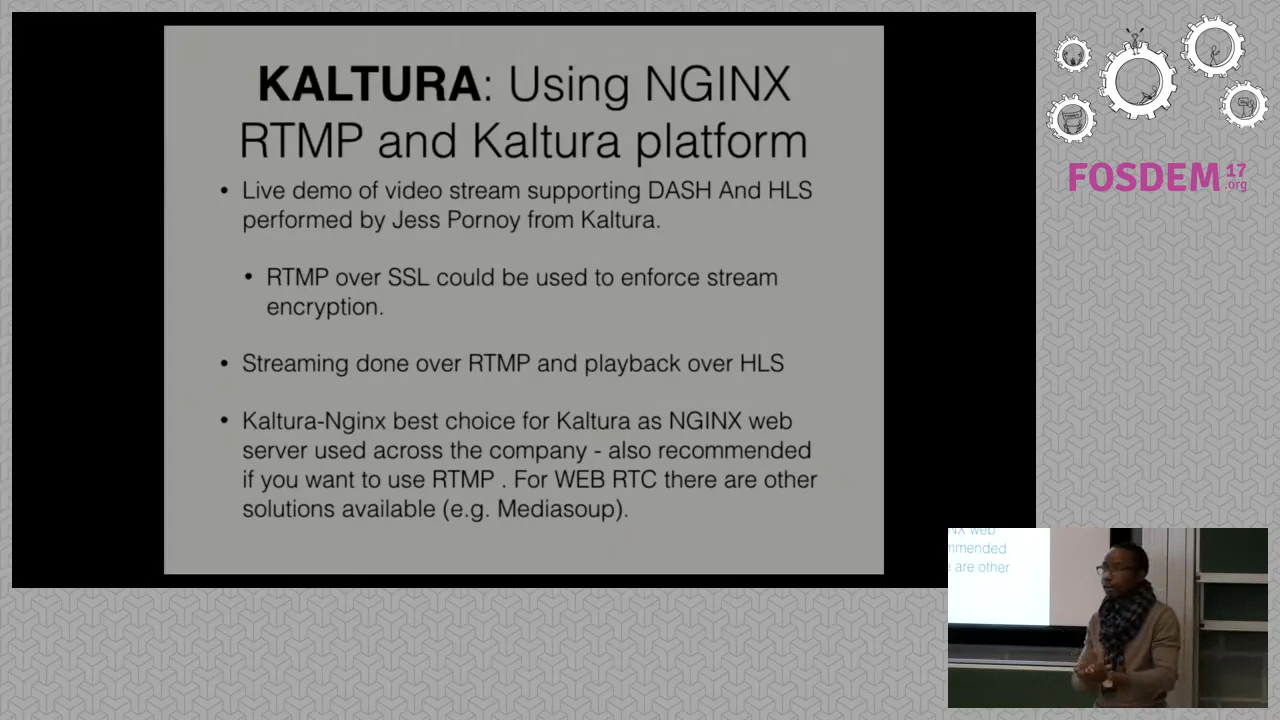 KALTURA: Using NGINX
RTMP and Kaltura platform
• Live demo of video stream supporting DASH And HLS
performed by Jess Pornoy from Kaltura.
• RTMP over SSL could be used to enforce stream
encryption.
• Streaming done over RTMP and playback over HLS
• Kaltura-Nginx best choice for Kaltura as NGINX web
server used across the company - also recommended
if you want to use RTMP . For WEB RTC there are other
solutions available (e.g. Mediasoup).
FOSDEM 17
.org
web
are other